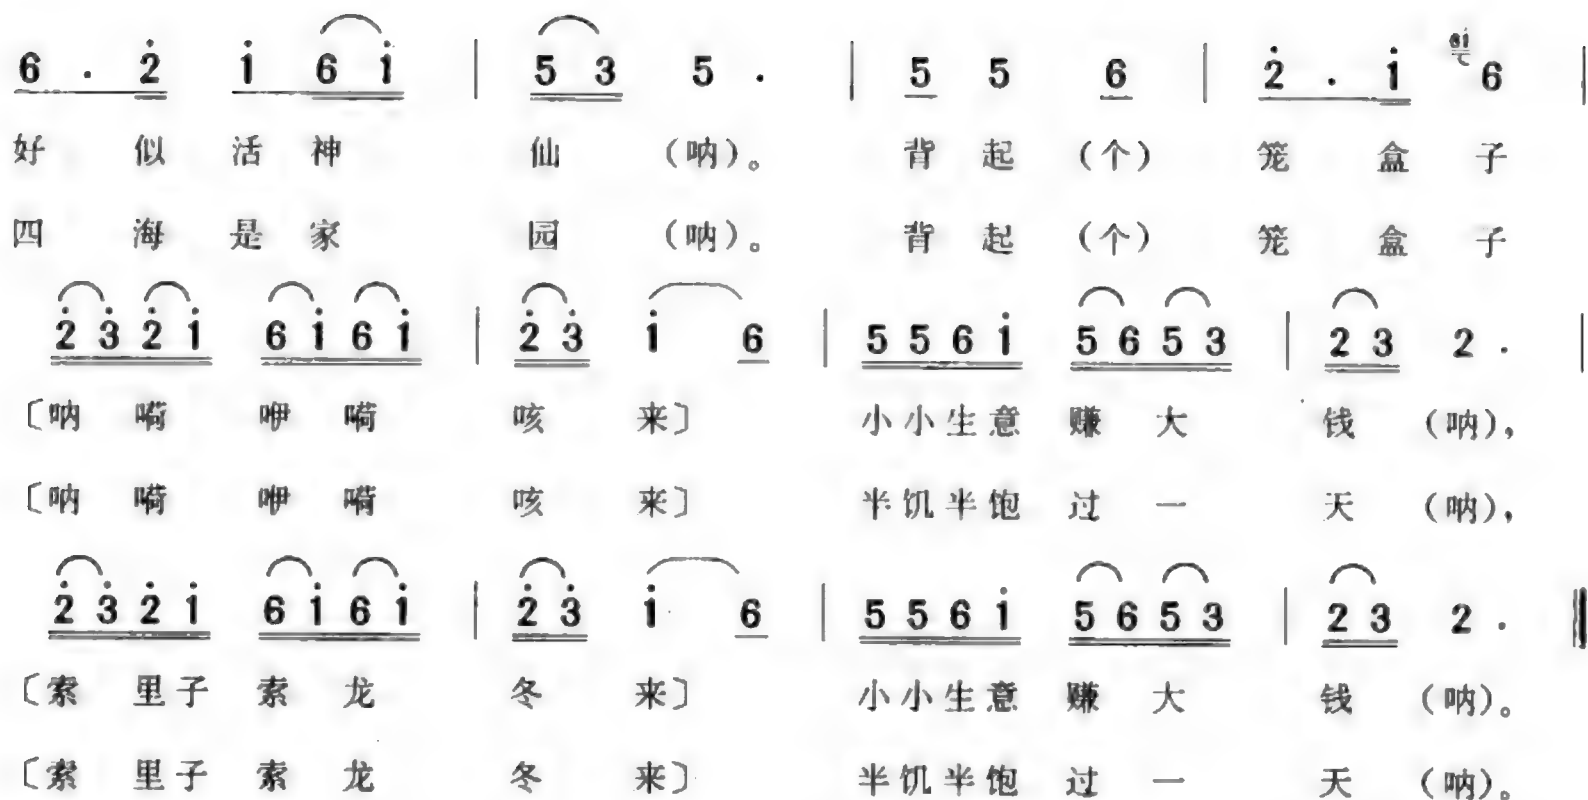 6 . 2̇ 1̇ 6 1̇ | 5 3 5 . | 5 5 6 | 2̇ . 1̇ 6 |
好 似 活 神 仙 (呐)。 背 起 (个) 笼 盒 子
四 海 是 家 园 (呐)。 背 起 (个) 笼 盒 子
2̇ 3̇ 2̇ 1̇ 6 1̇ 6 1̇ | 2̇ 3̇ 1̇ 6 | 5 5 6 1̇ 5 6 5 3 | 2 3 2 . |
〔呐 嗬 咿 嗬 咳 来〕 小 小 生 意 赚 大 钱 (呐),
〔呐 嗬 咿 嗬 咳 来〕 半 饥 半 饱 过 一 天 (呐),
2̇ 3̇ 2̇ 1̇ 6 1̇ 6 1̇ | 2̇ 3̇ 1̇ 6 | 5 5 6 1̇ 5 6 5 3 | 2 3 2 . ‖
〔索 里 子 索 龙 冬 来〕 小 小 生 意 赚 大 钱 (呐)。
〔索 里 子 索 龙 冬 来〕 半 饥 半 饱 过 一 天 (呐)。